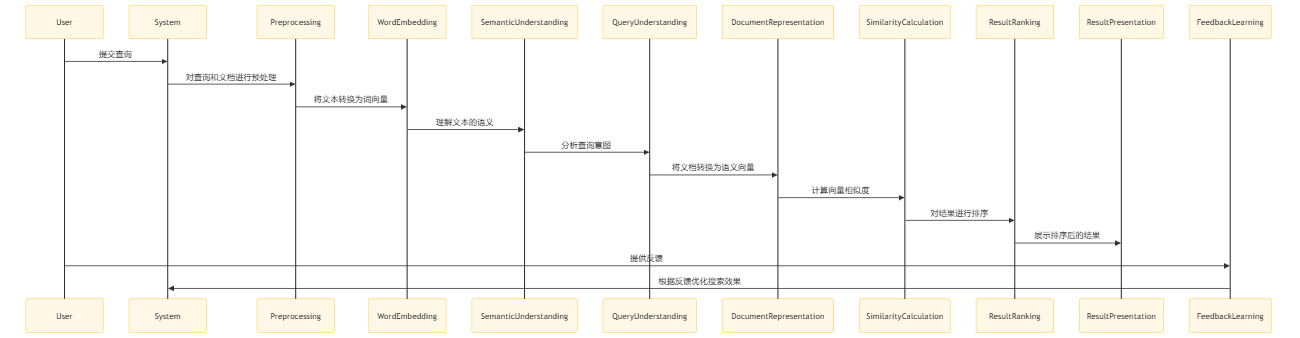 User
System
Preprocessing
WordEmbedding
SemanticUnderstanding
QueryUnderstanding
DocumentRepresentation
SimilarityCalculation
ResultRanking
ResultPresentation
FeedbackLearning
提交查询
对查询和文档进行预处理
将文本转换为词向量
理解文本的语义
分析查询意图
将文档转换为语义向量
计算向量相似度
对结果进行排序
展示排序后的结果
提供反馈
根据反馈优化搜索效果
User
System
Preprocessing
WordEmbedding
SemanticUnderstanding
QueryUnderstanding
DocumentRepresentation
SimilarityCalculation
ResultRanking
ResultPresentation
FeedbackLearning